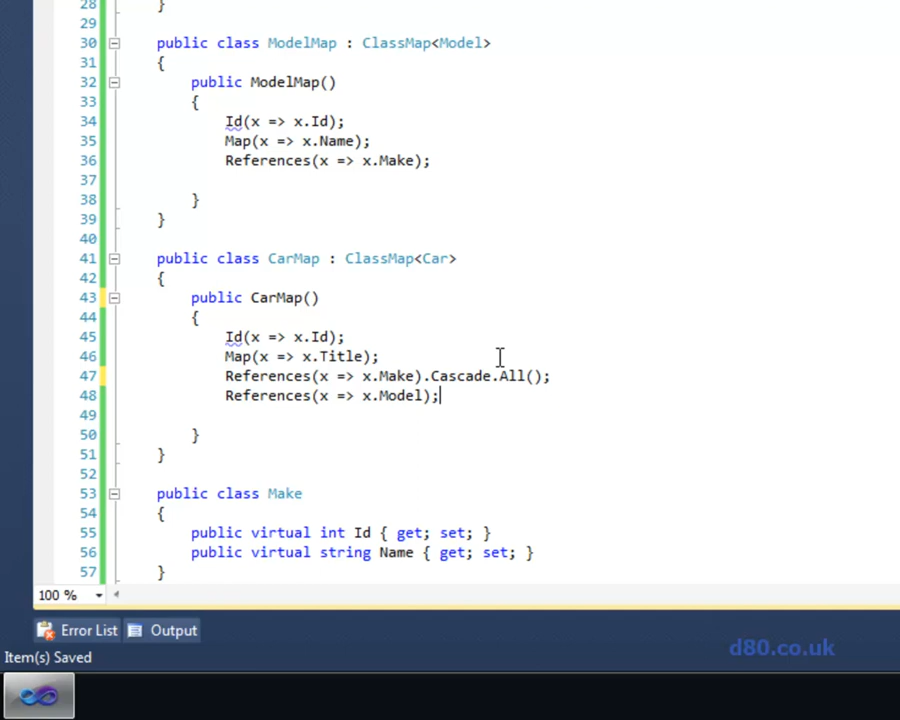 28 }
29
30 public class ModelMap : ClassMap<Model>
31 {
32 public ModelMap()
33 {
34 Id(x => x.Id);
35 Map(x => x.Name);
36 References(x => x.Make);
37
38 }
39 }
40
41 public class CarMap : ClassMap<Car>
42 {
43 public CarMap()
44 {
45 Id(x => x.Id);
46 Map(x => x.Title);
47 References(x => x.Make).Cascade.All();
48 References(x => x.Model);
49
50 }
51 }
52
53 public class Make
54 {
55 public virtual int Id { get; set; }
56 public virtual string Name { get; set; }
57 }
100 %
Error List Output
d80.co.uk
Item(s) Saved